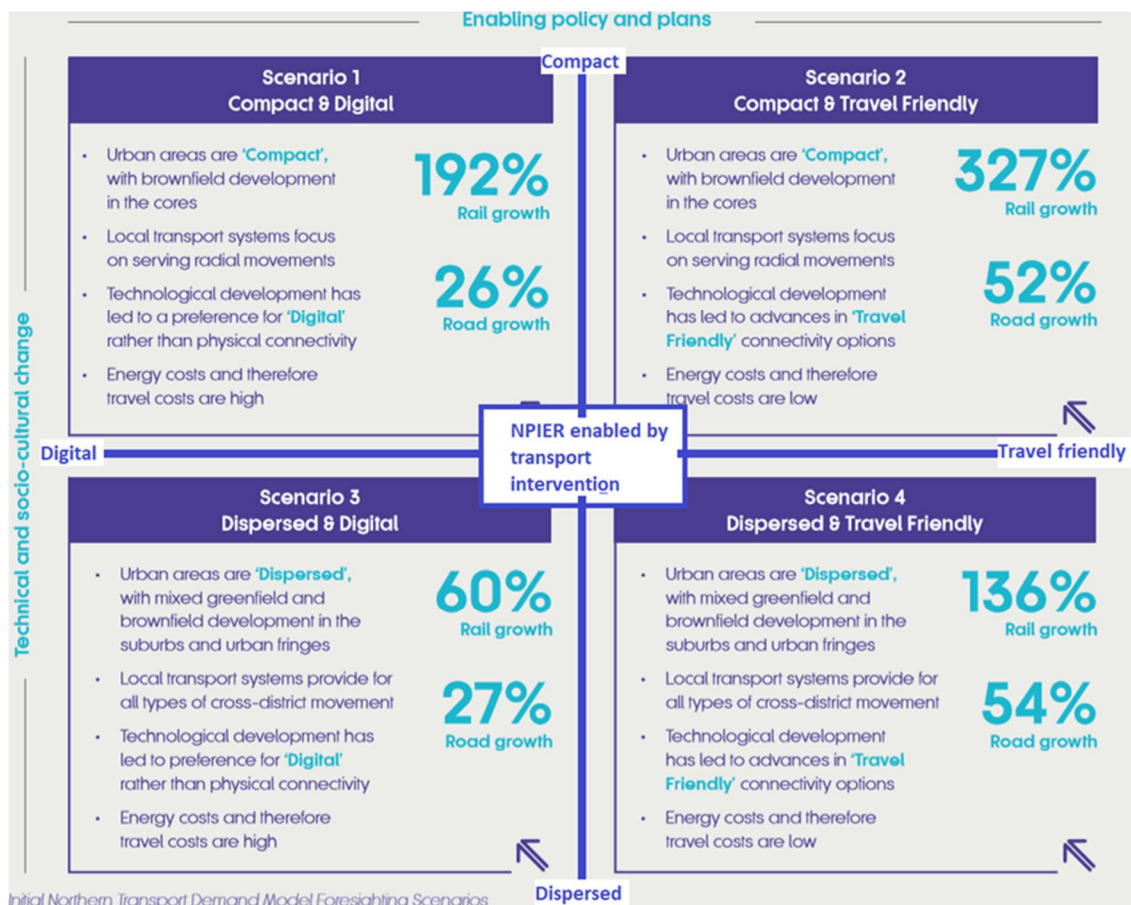 Enabling policy and plans
Compact
Scenario 1
Compact & Digital
• Urban areas are ‘Compact’,
with brownfield development
in the cores
• Local transport systems focus
on serving radial movements
• Technological development has
led to a preference for ‘Digital’
rather than physical connectivity
• Energy costs and therefore
travel costs are high
192%
Rail growth
26%
Road growth
Scenario 2
Compact & Travel Friendly
• Urban areas are ‘Compact’,
with brownfield development
in the cores
• Local transport systems focus
on serving radial movements
• Technological development
has led to advances in ‘Travel
Friendly’ connectivity options
• Energy costs and therefore
travel costs are low
327%
Rail growth
52%
Road growth
Technical and socio-cultural change
Digital
NPIER enabled by
transport
intervention
Travel friendly
Scenario 3
Dispersed & Digital
• Urban areas are ‘Dispersed’,
with mixed greenfield and
brownfield development in the
suburbs and urban fringes
• Local transport systems provide for
all types of cross-district movement
• Technological development has
led to preference for ‘Digital’
rather than physical connectivity
• Energy costs and therefore
travel costs are high
60%
Rail growth
27%
Road growth
Scenario 4
Dispersed & Travel Friendly
• Urban areas are ‘Dispersed’,
with mixed greenfield and
brownfield development in the
suburbs and urban fringes
• Local transport systems provide for
all types of cross-district movement
• Technological development
has led to advances in ‘Travel
Friendly’ connectivity options
• Energy costs and therefore
travel costs are low
136%
Rail growth
54%
Road growth
Dispersed
Initial Northern Transport Demand Model Foresighting Scenarios